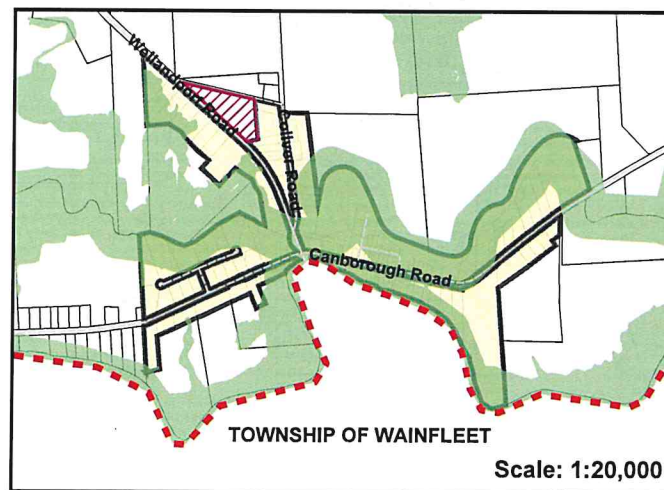 Wellandport Road
Canborough Road
TOWNSHIP OF WAINFLEET
Scale: 1:20,000